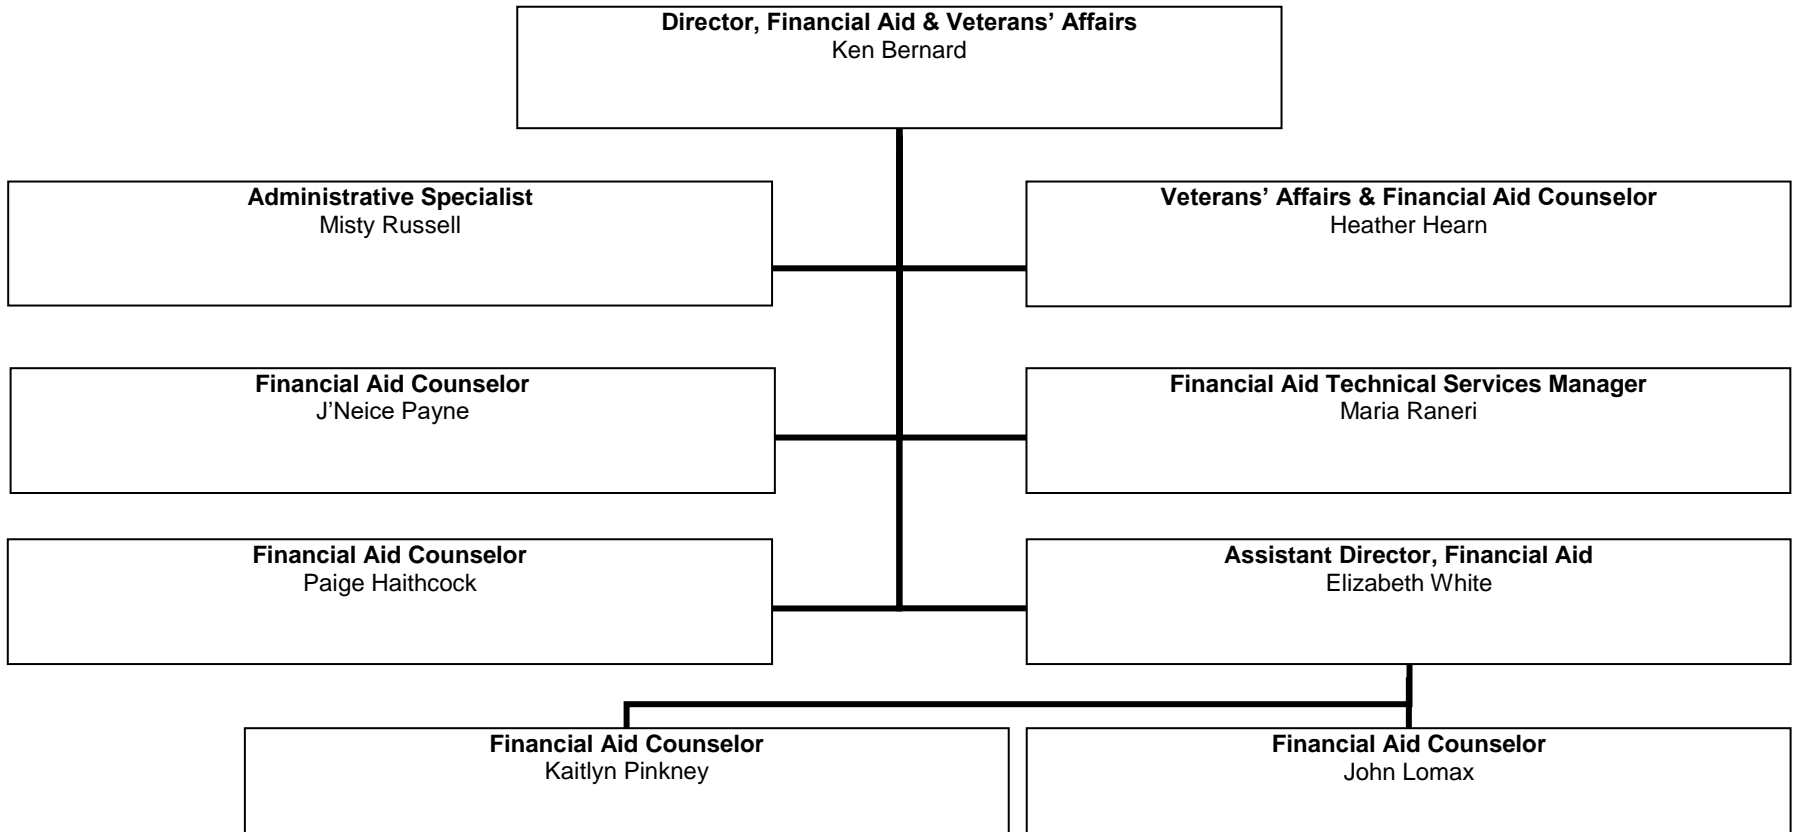 Director, Financial Aid & Veterans’ Affairs
Ken Bernard
Administrative Specialist
Misty Russell
Veterans’ Affairs & Financial Aid Counselor
Heather Hearn
Financial Aid Counselor
J’Neice Payne
Financial Aid Technical Services Manager
Maria Raneri
Financial Aid Counselor
Paige Haithcock
Assistant Director, Financial Aid
Elizabeth White
Financial Aid Counselor
Kaitlyn Pinkney
Financial Aid Counselor
John Lomax